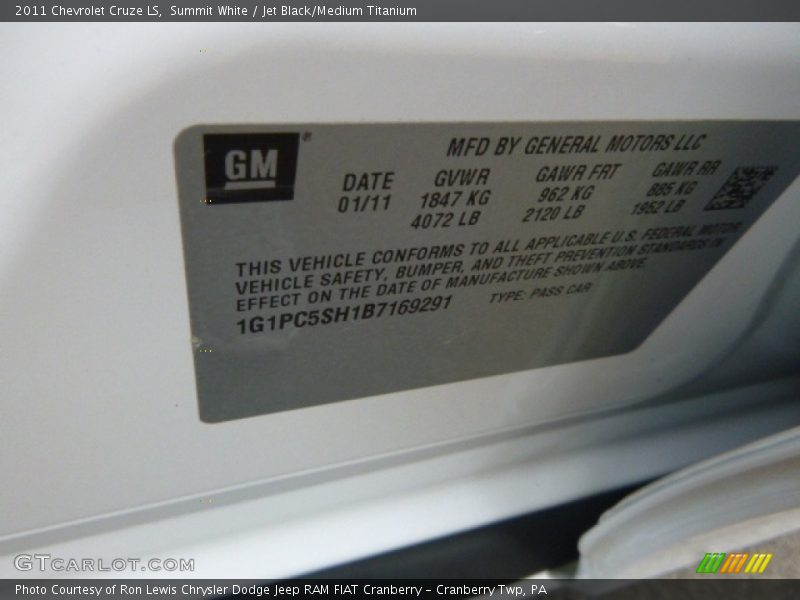 2011 Chevrolet Cruze LS, Summit White / Jet Black/Medium Titanium
GM ®
MFD BY GENERAL MOTORS LLC
DATE GVWR GAWR FRT GAWR RR
01/11 1847 KG 962 KG 885 KG
4072 LB 2120 LB 1952 LB
THIS VEHICLE CONFORMS TO ALL APPLICABLE U.S. FEDERAL MOTOR
VEHICLE SAFETY, BUMPER, AND THEFT PREVENTION STANDARDS IN
EFFECT ON THE DATE OF MANUFACTURE SHOWN ABOVE.
1G1PC5SH1B7169291 TYPE: PASS CAR
GTCARLOT.COM
Photo Courtesy of Ron Lewis Chrysler Dodge Jeep RAM FIAT Cranberry - Cranberry Twp, PA